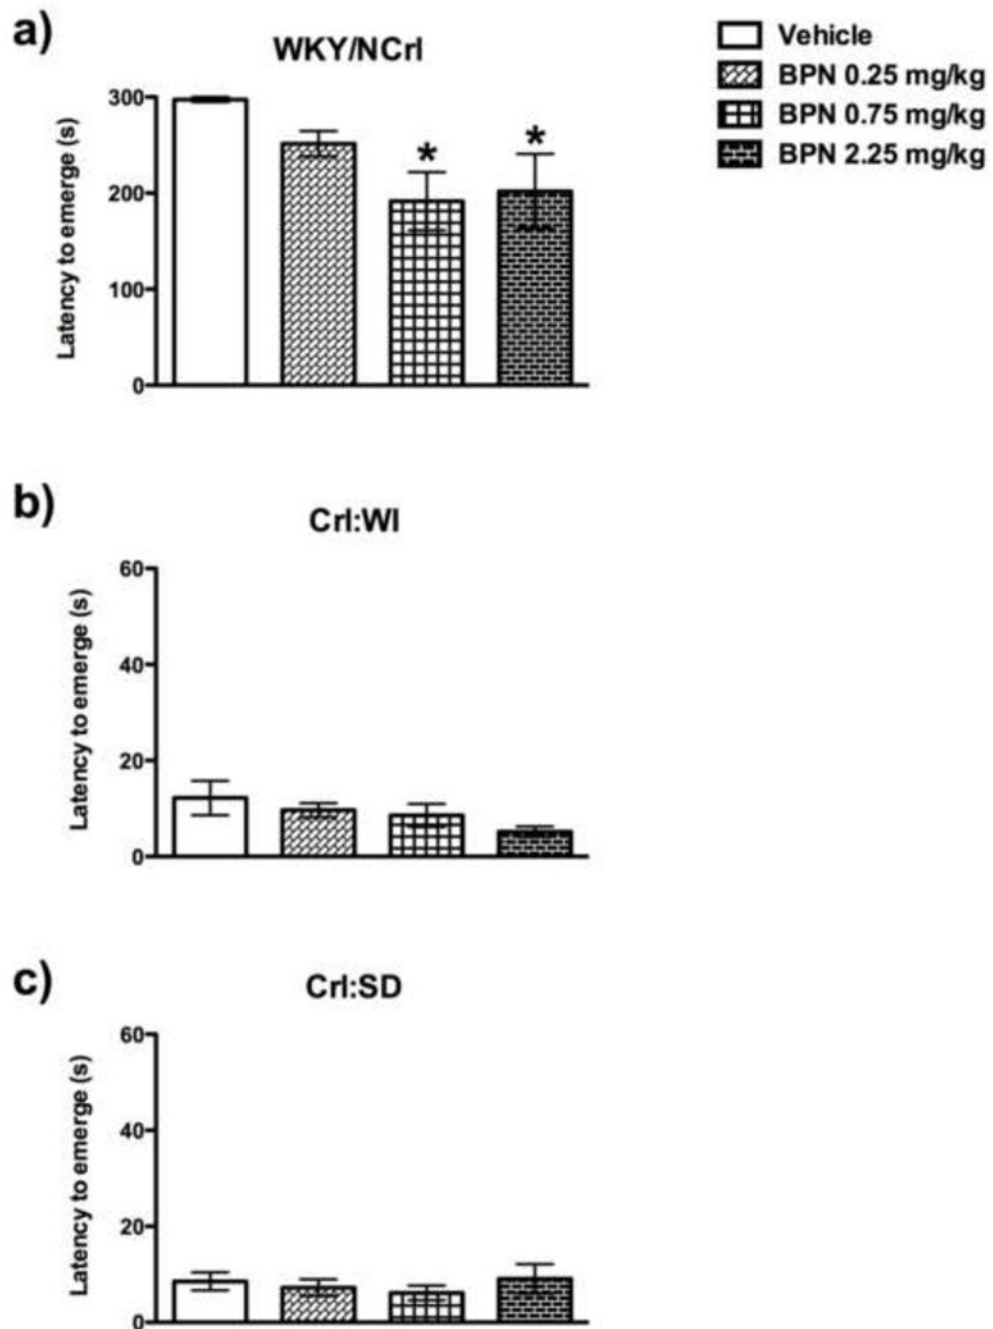 a)
WKY/NCrl
Vehicle
BPN 0.25 mg/kg
BPN 0.75 mg/kg
BPN 2.25 mg/kg
Latency to emerge (s)
300
200
100
0
*
*
b)
Crl:WI
Latency to emerge (s)
60
40
20
0
c)
Crl:SD
Latency to emerge (s)
60
40
20
0